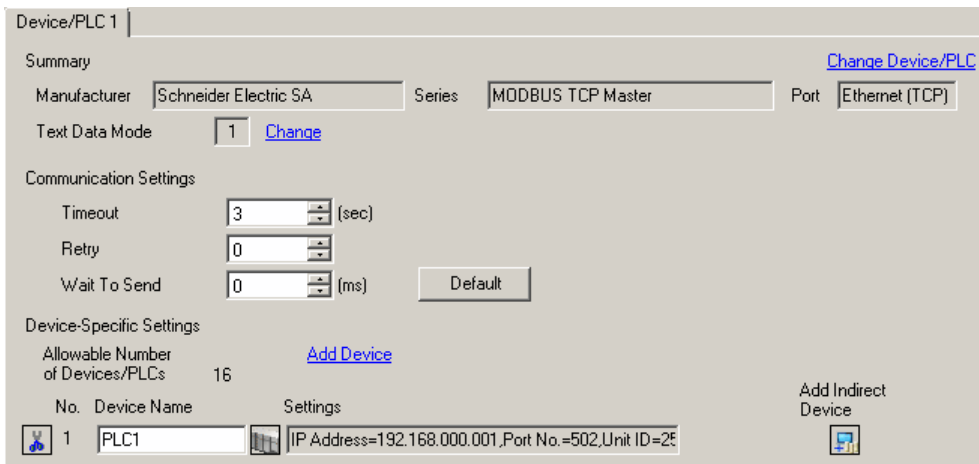 Device/PLC 1
Summary
Change Device/PLC
Manufacturer Schneider Electric SA Series MODBUS TCP Master Port Ethernet (TCP)
Text Data Mode 1 Change
Communication Settings
Timeout 3 (sec)
Retry 0
Wait To Send 0 (ms) Default
Device-Specific Settings
Allowable Number
of Devices/PLCs 16
Add Device
Add Indirect
Device
No. Device Name Settings
1 PLC1 IP Address=192.168.000.001,Port No.=502,Unit ID=25